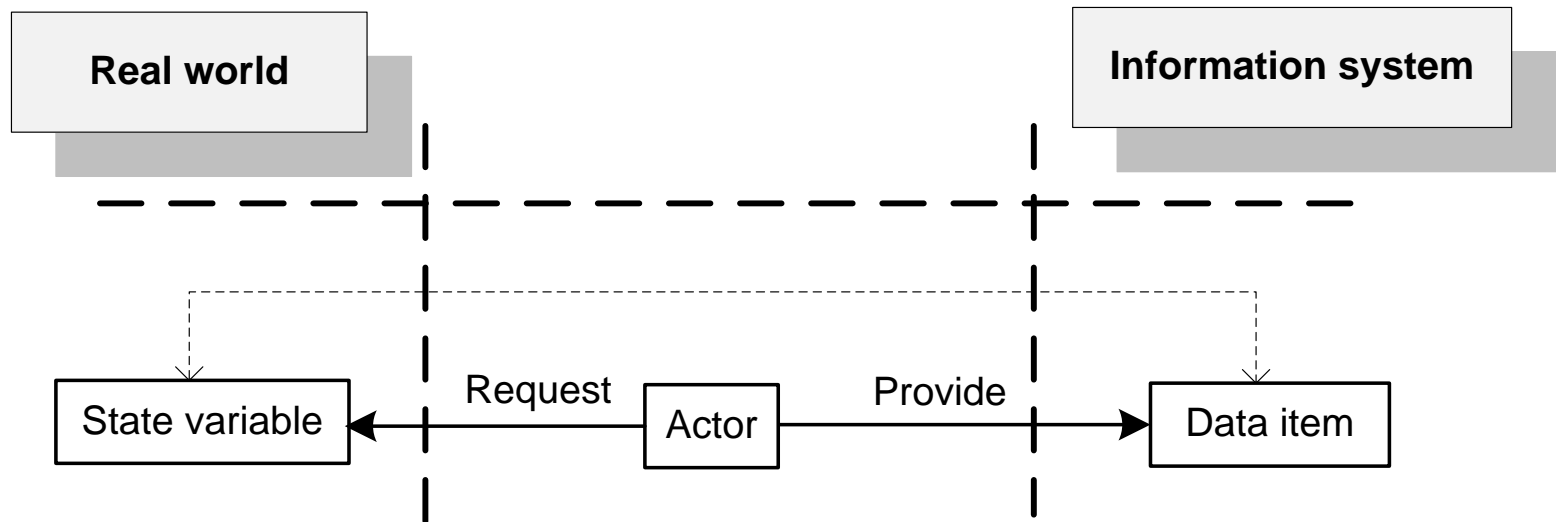 Real world
Information system
Request
Provide
State variable
Actor
Data item